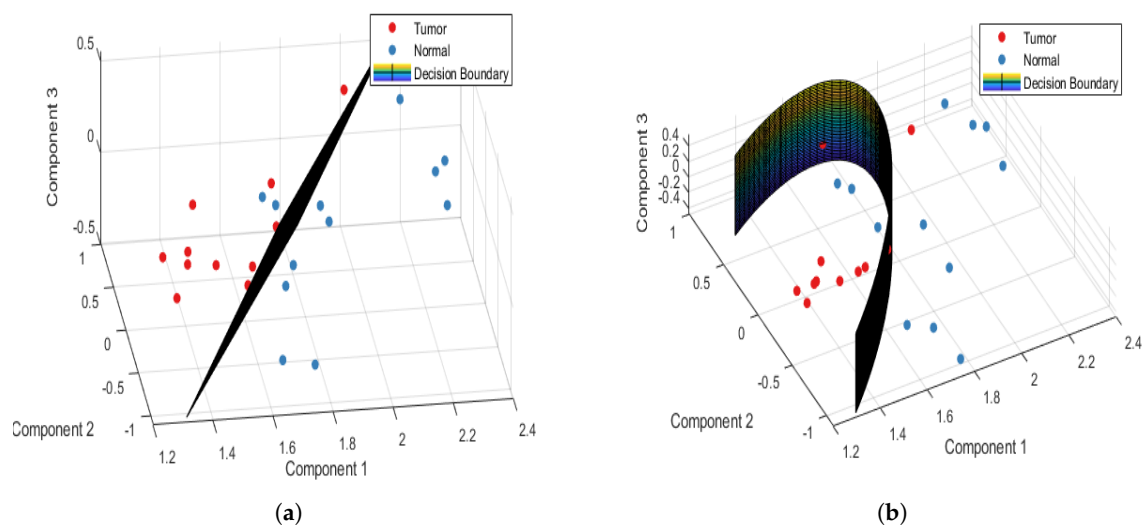 Tumor
Normal
Decision Boundary
0.5
0
-0.5
Component 3
1
0.5
0
-0.5
-1
Component 2
1.2
1.4
1.6
1.8
2
2.2
2.4
Component 1
(a)
Tumor
Normal
Decision Boundary
Component 3
0.4
0.2
0
-0.2
-0.4
1
0.5
0
-0.5
-1
Component 2
1.2
1.4
1.6
1.8
2
2.2
2.4
Component 1
(b)